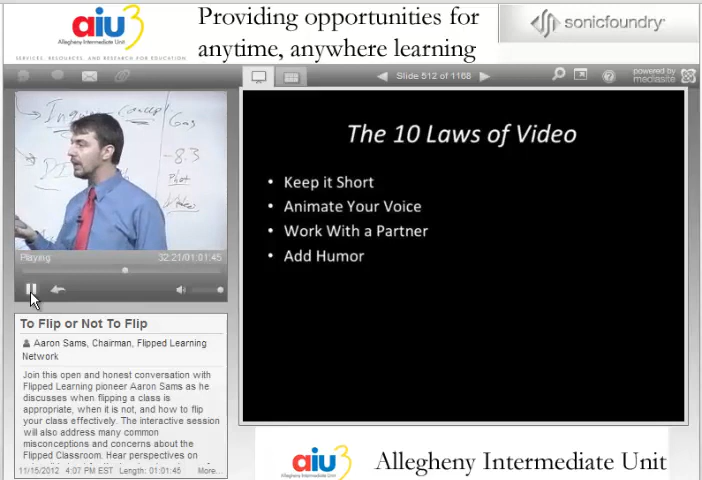 aiu3
Allegheny Intermediate Unit
SERVICES, RESOURCES, AND RESEARCH FOR EDUCATION
Providing opportunities for
anytime, anywhere learning
sonicfoundry
Slide 512 of 1168
powered by
mediasite
Gas
-8.3
Playing
32:21/01:01:45
The 10 Laws of Video
• Keep it Short
• Animate Your Voice
• Work With a Partner
• Add Humor
To Flip or Not To Flip
Aaron Sams, Chairman, Flipped Learning
Network
Join this open and honest conversation with
Flipped Learning pioneer Aaron Sams as he
discusses when flipping a class is
appropriate, when it is not, and how to flip
your class effectively. The interactive session
will also address many common
misconceptions and concerns about the
Flipped Classroom. Hear perspectives on
11/15/2012 4:07 PM EST Length: 01:01:45 More...
aiu3
Allegheny Intermediate Unit
Allegheny Intermediate Unit